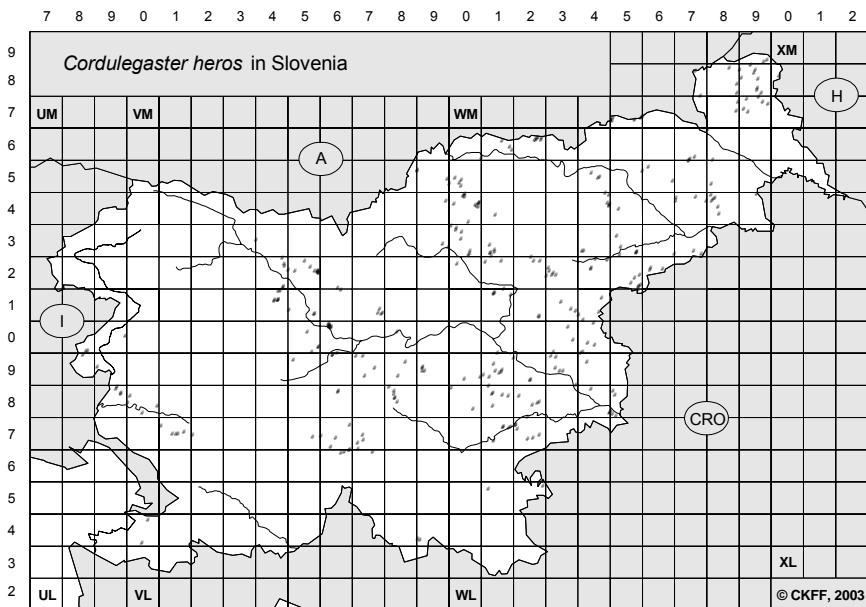 7 8 9 0 1 2 3 4 5 6 7 8 9 0 1 2 3 4 5 6 7 8 9 0 1 2
9 XM
Cordulegaster heros in Slovenia
8
H
7 UM VM WM
6
A
5
4
3
2
1
I
0
9
8
CRO
7
6
5
4
3 XL
2 UL VL WL © CKFF, 2003